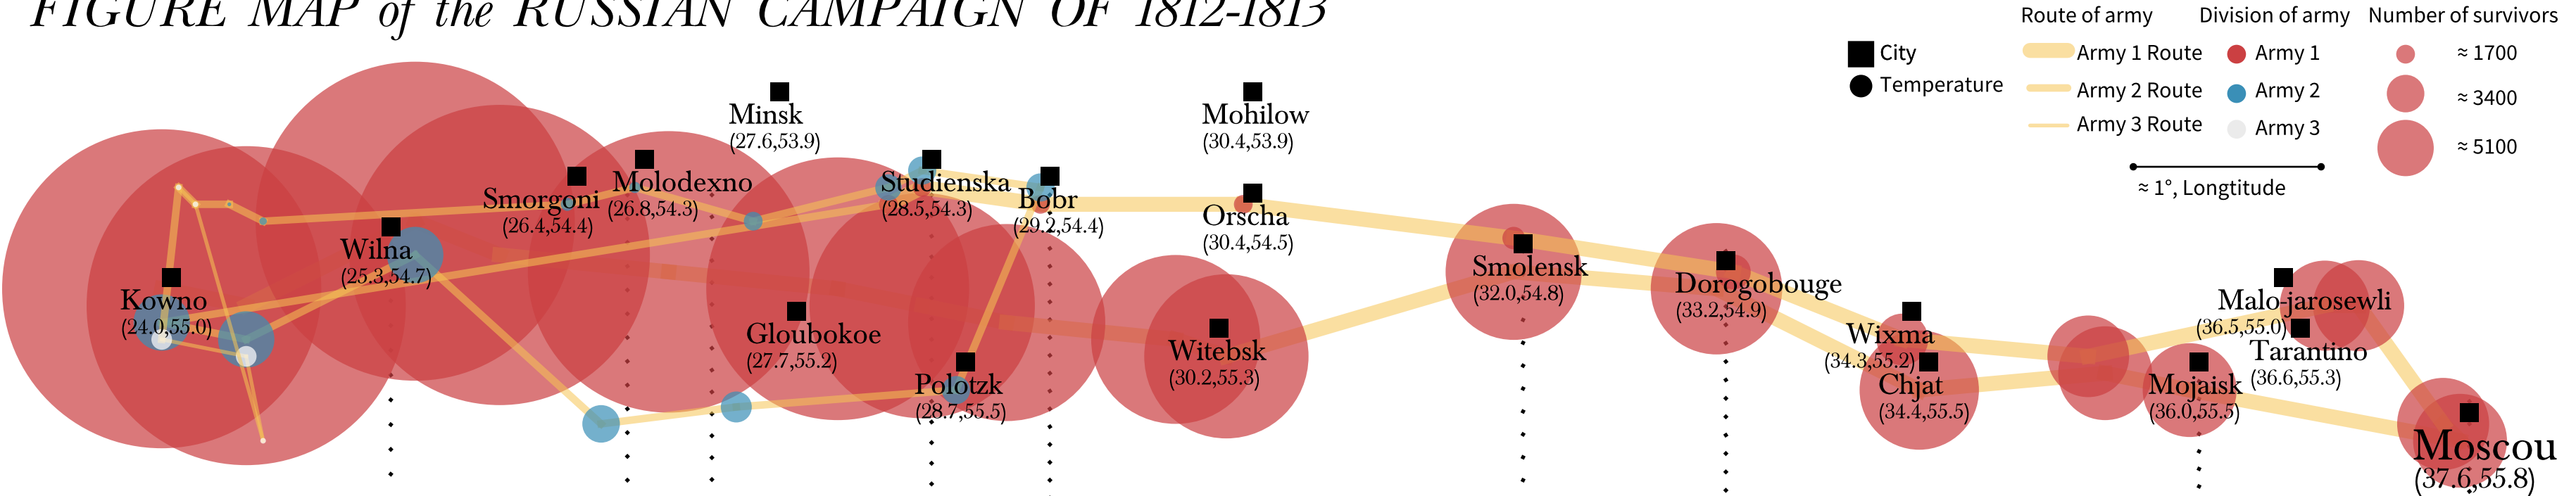 FIGURE MAP of the RUSSIAN CAMPAIGN OF 1812-1813
City
Temperature
Route of army
Army 1 Route
Army 2 Route
Army 3 Route
Division of army
Army 1
Army 2
Army 3
Number of survivors
≈ 1700
≈ 3400
≈ 5100
≈ 1°, Longtitude
Kowno
(24.0,55.0)
Wilna
(25.3,54.7)
Smorgoni
(26.4,54.4)
Molodexno
(26.8,54.3)
Minsk
(27.6,53.9)
Gloubokoe
(27.7,55.2)
Studienska
(28.5,54.3)
Polotzk
(28.7,55.5)
Bobr
(29.2,54.4)
Mohilow
(30.4,53.9)
Orscha
(30.4,54.5)
Witebsk
(30.2,55.3)
Smolensk
(32.0,54.8)
Dorogobouge
(33.2,54.9)
Wixma
(34.3,55.2)
Chjat
(34.4,55.5)
Mojaisk
(36.0,55.5)
Malo-jarosewli
(36.5,55.0)
Tarantino
(36.6,55.3)
Moscou
(37.6,55.8)